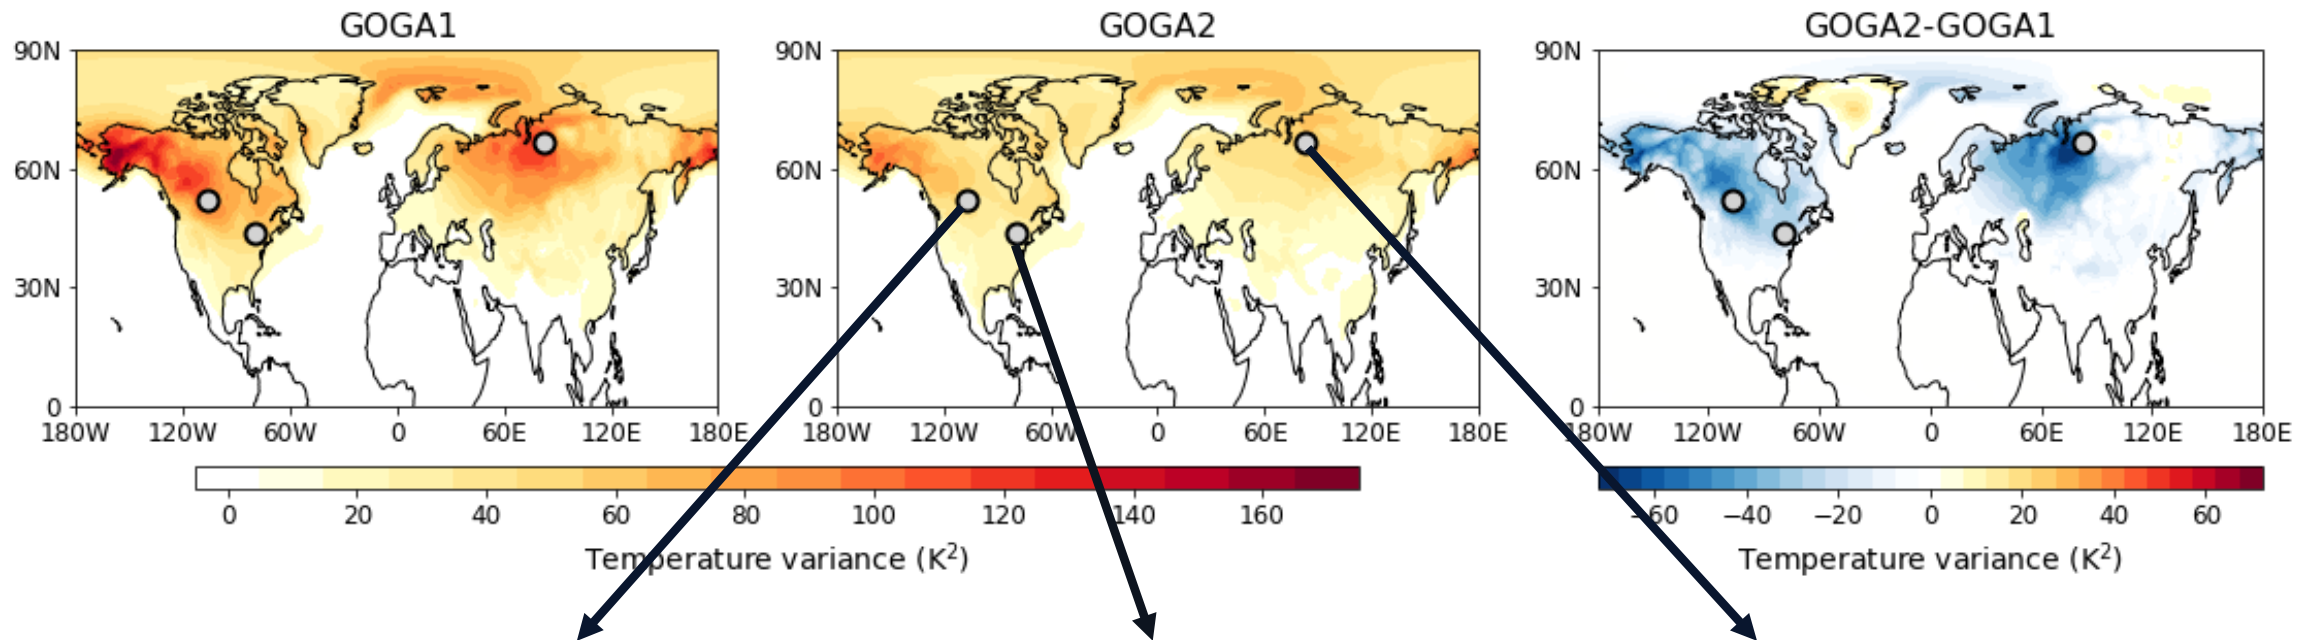 GOGA1
GOGA2
GOGA2-GOGA1
90N
60N
30N
0
180W 120W 60W 0 60E 120E 180E
90N
60N
30N
0
120W 60W 0 60E 120E 180E
90N
60N
30N
0
180W 120W 60W 0 60E 120E 180E
0 20 40 60 80 100 120 140 160
Temperature variance (K²)
−60 −40 −20 0 20 40 60
Temperature variance (K²)